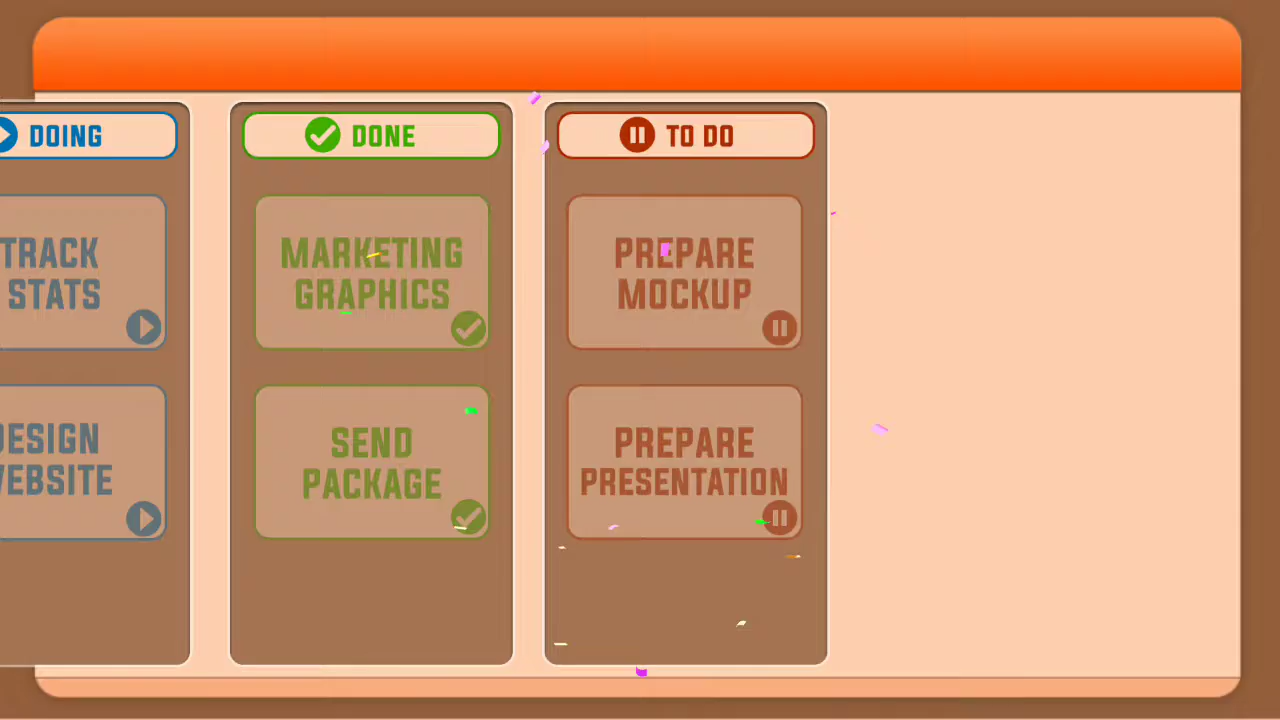 DOING
TRACK
STATS
DONE
MARKETING
GRAPHICS
SEND
PACKAGE
TO DO
PREPARE
MOCKUP
PREPARE
PRESENTATION